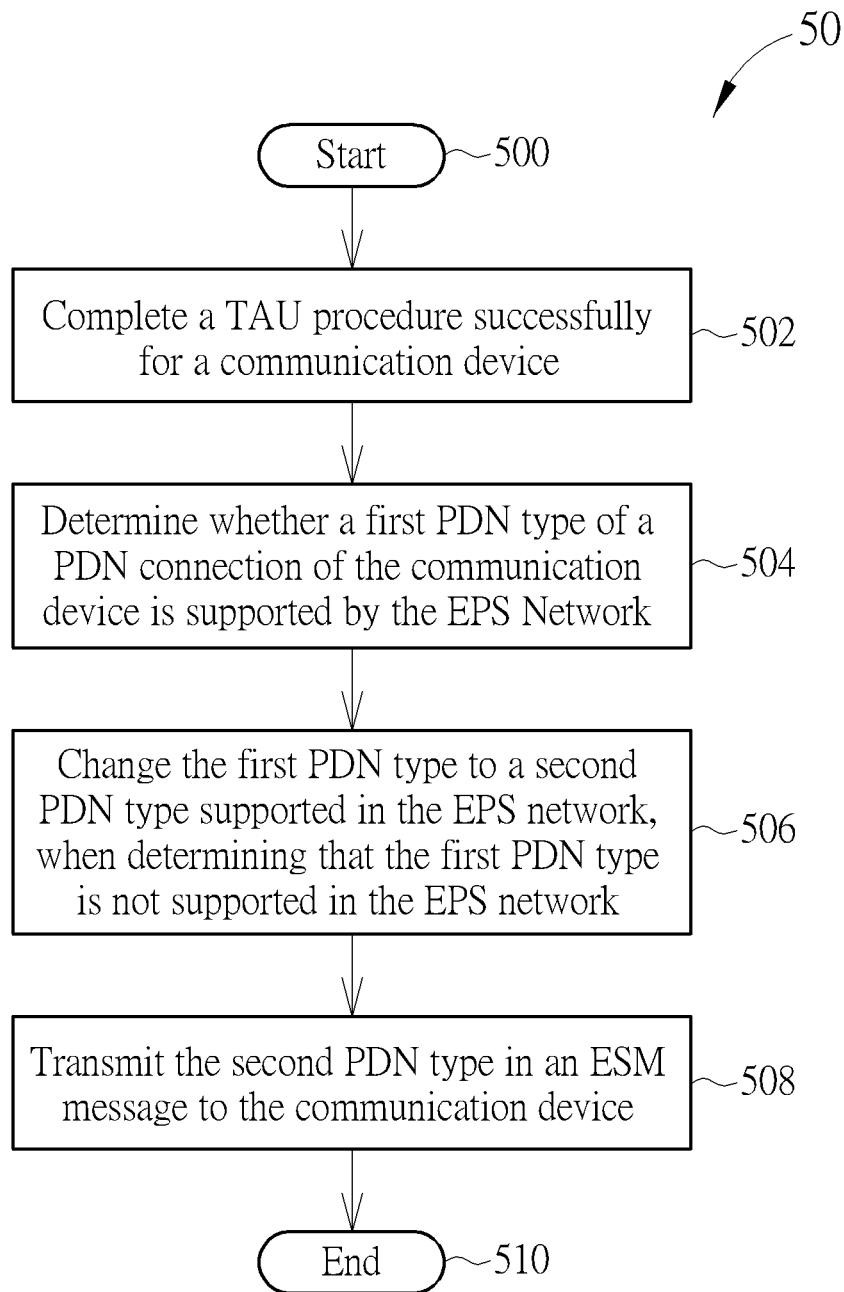 50
Start
500
Complete a TAU procedure successfully
for a communication device
502
Determine whether a first PDN type of a
PDN connection of the communication
device is supported by the EPS Network
504
Change the first PDN type to a second
PDN type supported in the EPS network,
when determining that the first PDN type
is not supported in the EPS network
506
Transmit the second PDN type in an ESM
message to the communication device
508
End
510